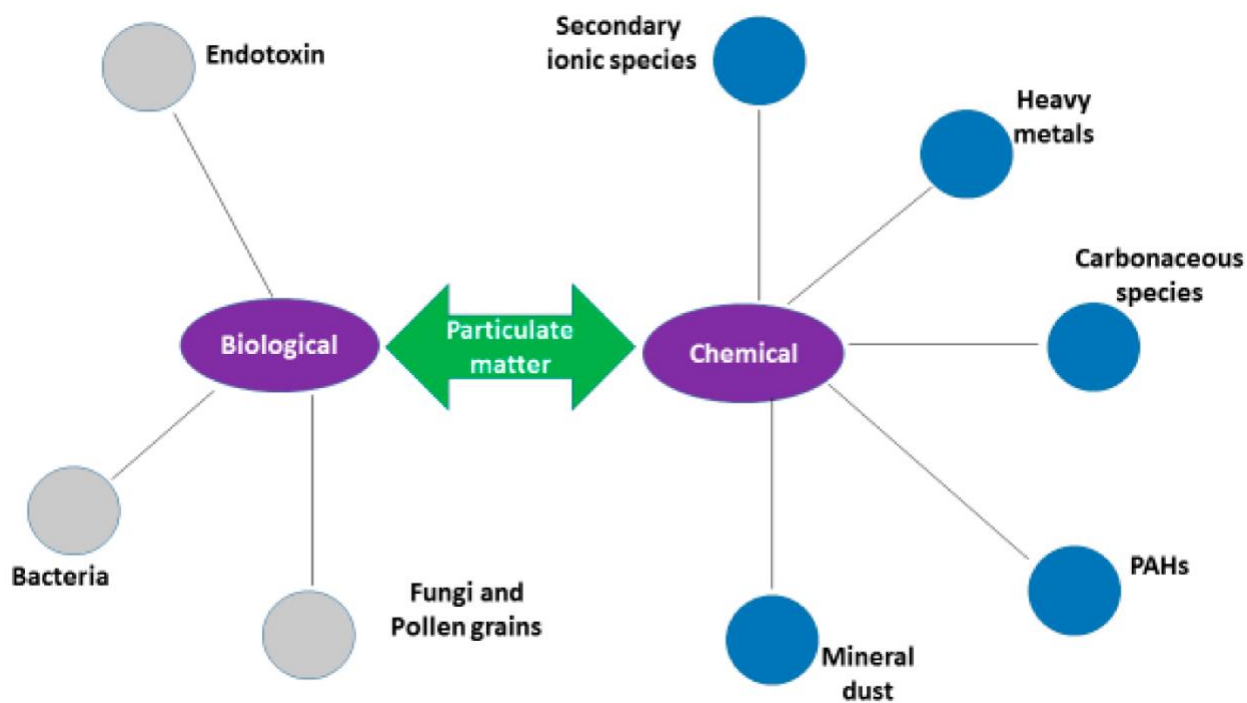 Endotoxin
Secondary
ionic species
Heavy
metals
Carbonaceous
species
Biological
Particulate
matter
Chemical
Bacteria
Fungi and
Pollen grains
PAHs
Mineral
dust